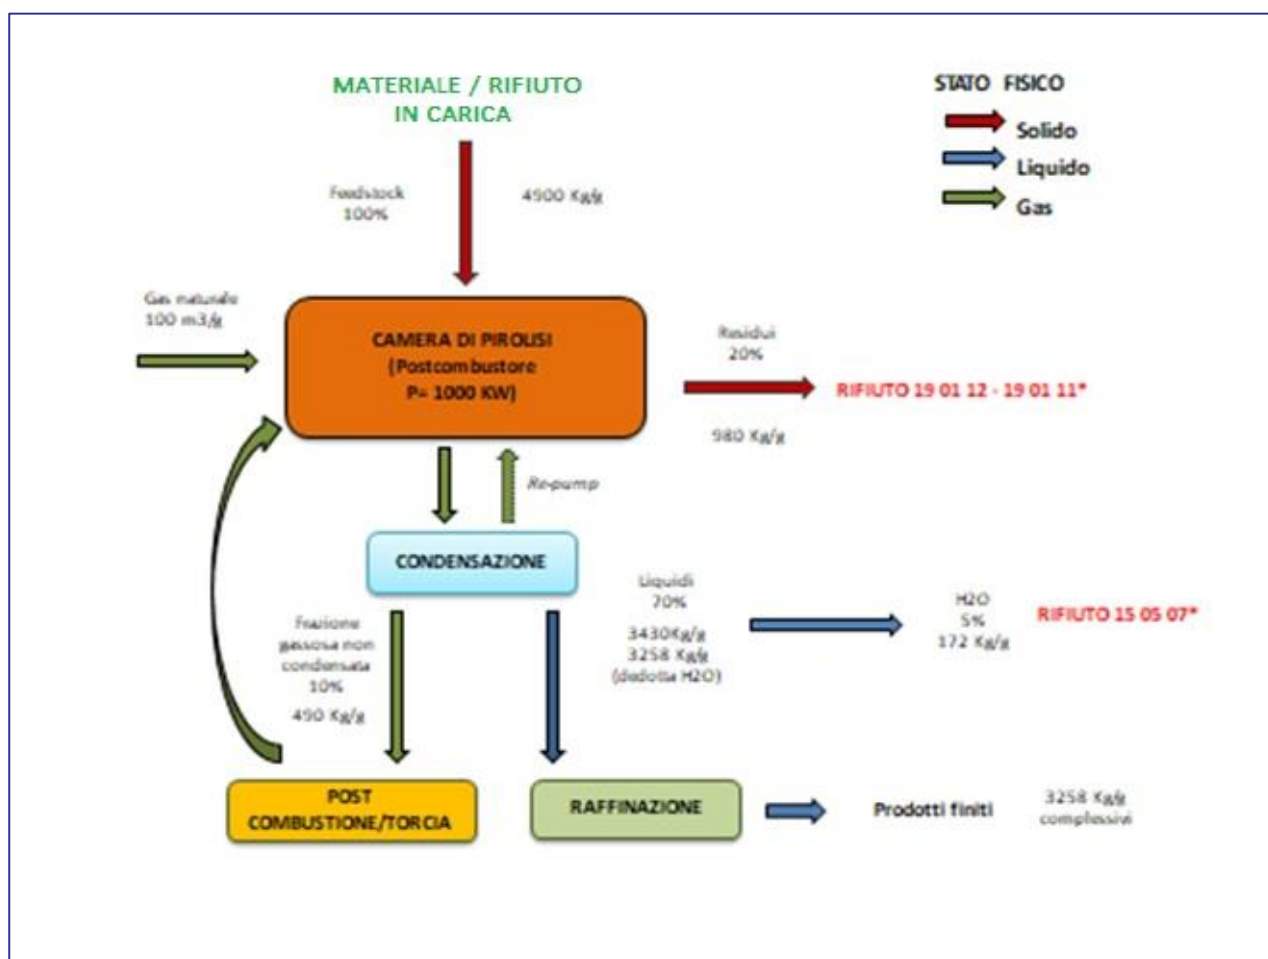 MATERIALE / RIFIUTO
IN CARICA
STATO FISICO
Solido
Liquido
Gas
Feedstock
100%
4900 Kg/g
Gas naturale
100 m3/g
CAMERA DI PIROLISI
(Postcombustore
P= 1000 KW)
Residui
20%
RIFIUTO 19 01 12 - 19 01 11*
980 Kg/g
Re-pump
CONDENSAZIONE
Liquidi
70%
3430Kg/g
3258 Kg/g
(dedotta H2O)
H2O
5%
172 Kg/g
RIFIUTO 15 05 07*
Frazione
gassosa non
condensata
10%
490 Kg/g
POST
COMBUSTIONE/TORCIA
RAFFINAZIONE
Prodotti finiti
3258 Kg/g
complessivi